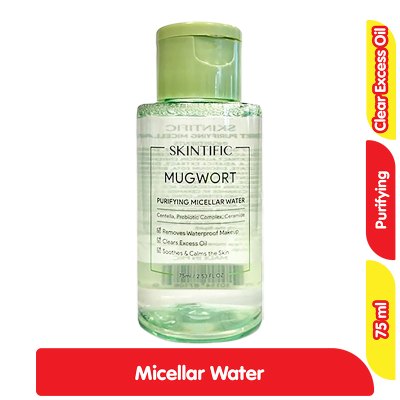 SKINTIFIC
MUGWORT
PURIFYING MICELLAR WATER
Centella, Probiotic Complex, Ceramide
Removes Waterproof Makeup
Clears Excess Oil
Soothes & Calms the Skin
75ml / 2.53 FL.OZ
Clear Excess Oil
Purifying
75 ml
Micellar Water